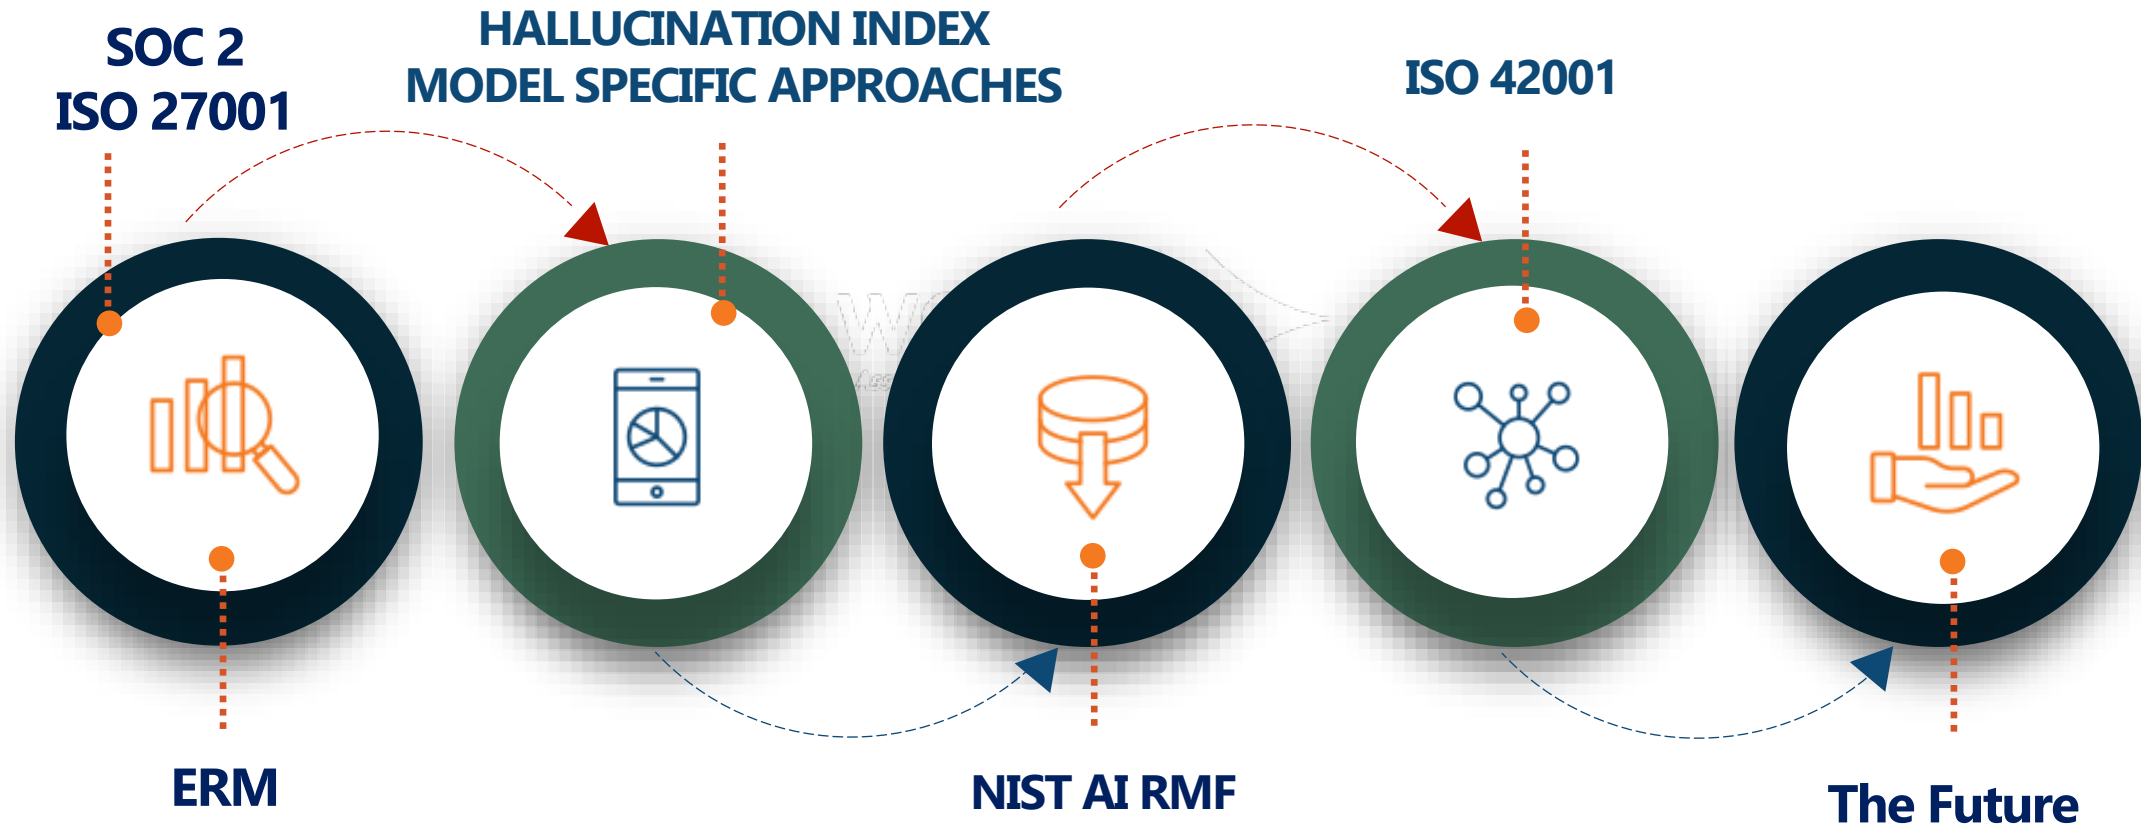 SOC 2
ISO 27001
HALLUCINATION INDEX
MODEL SPECIFIC APPROACHES
ISO 42001
ERM
NIST AI RMF
The Future